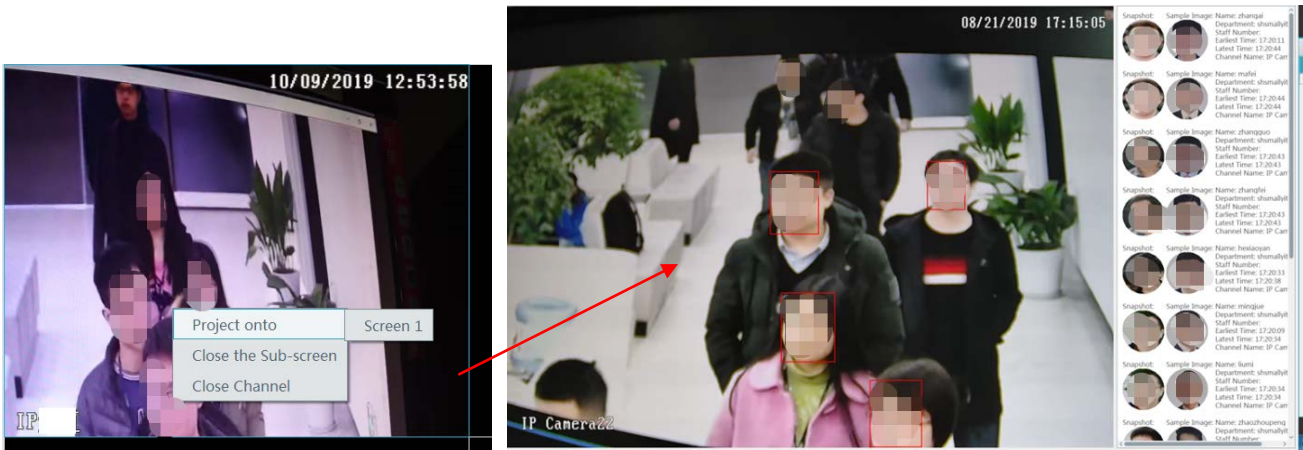 10/09/2019 12:53:58
Project onto
Screen 1
Close the Sub-screen
Close Channel
IP
08/21/2019 17:15:05
IP Camera22
Snapshot: Sample Image: Name: zhangai
Department: shsmallyit
Staff Number:
Earliest Time: 17:20:11
Latest Time: 17:20:44
Channel Name: IP Cam
Snapshot: Sample Image: Name: mafei
Department: shsmallyit
Staff Number:
Earliest Time: 17:20:44
Latest Time: 17:20:44
Channel Name: IP Cam
Snapshot: Sample Image: Name: zhangguo
Department: shsmallyit
Staff Number:
Earliest Time: 17:20:43
Latest Time: 17:20:43
Channel Name: IP Cam
Snapshot: Sample Image: Name: zhangfei
Department: shsmallyit
Staff Number:
Earliest Time: 17:20:43
Latest Time: 17:20:43
Channel Name: IP Cam
Snapshot: Sample Image: Name: hexiaoyan
Department: shsmallyit
Staff Number:
Earliest Time: 17:20:33
Latest Time: 17:20:38
Channel Name: IP Cam
Snapshot: Sample Image: Name: mingjue
Department: shsmallyit
Staff Number:
Earliest Time: 17:20:09
Latest Time: 17:20:34
Channel Name: IP Cam
Snapshot: Sample Image: Name: liumi
Department: shsmallyit
Staff Number:
Earliest Time: 17:20:34
Latest Time: 17:20:34
Channel Name: IP Cam
Snapshot: Sample Image: Name: zhaozhoupeng
Department: shsmallyit
Staff Number: